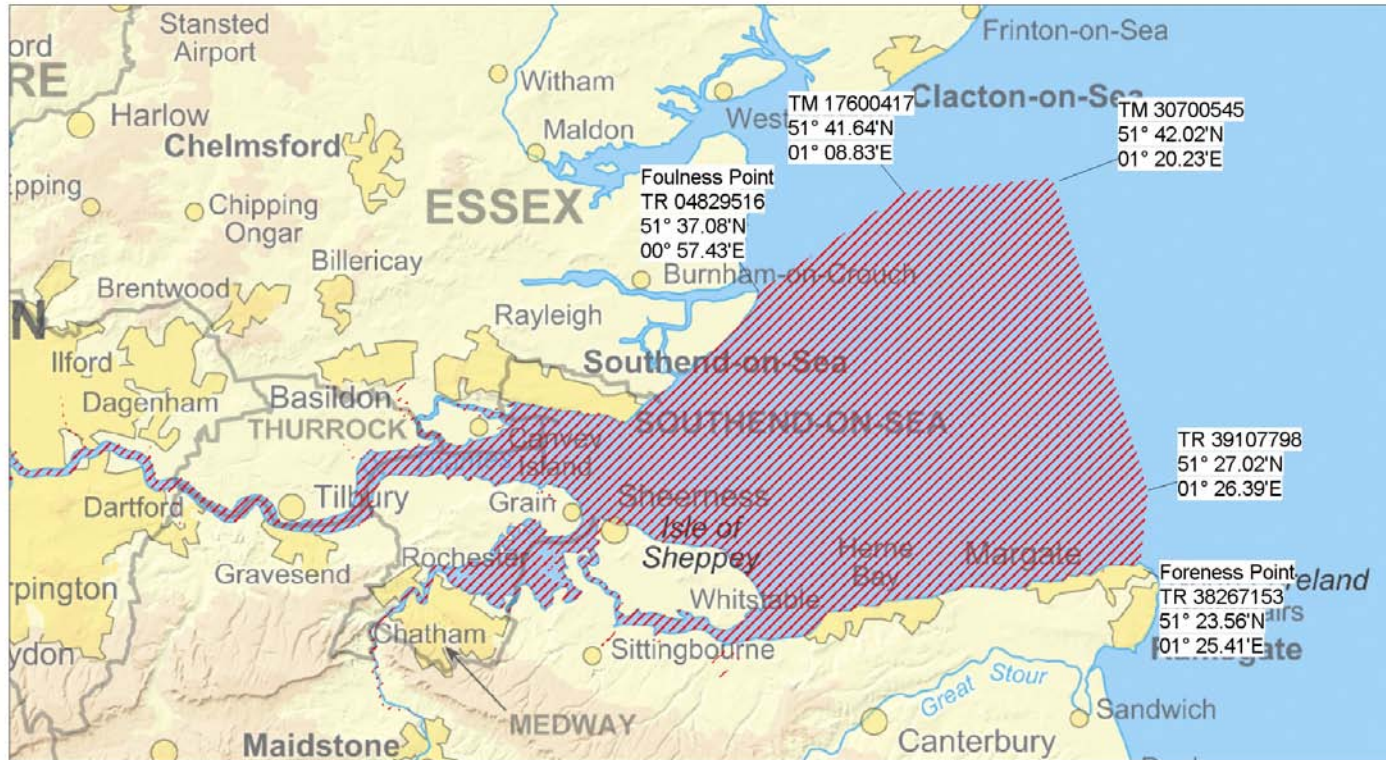 Stansted
Airport
Frinton-on-Sea
ord
RE
Witham
Harlow
TM 17600417
51° 41.64'N
01° 08.83'E
Clacton-on-Sea
TM 30700545
51° 42.02'N
01° 20.23'E
West
Maldon
Chelmsford
Foulness Point
TR 04829516
51° 37.08'N
00° 57.43'E
pping
Chipping
Ongar
ESSEX
Billericay
Burnham-on-Crouch
Brentwood
N
Rayleigh
Ilford
Southend-on-Sea
Dagenham
Basildon
THURROCK
SOUTHEND-ON-SEA
Canvey
Island
TR 39107798
51° 27.02'N
01° 26.39'E
Tilbury
Dartford
Grain
Sheerness
Isle of
Sheppey
Rochester
Herne
Bay
Margate
Gravesend
Foreness Point
TR 38267153
51° 23.56'N
01° 25.41'E
reland
airs
rpington
Whitstable
Chatham
Sittingbourne
Ramsgate
ydon
Great Stour
MEDWAY
Sandwich
Maidstone
Canterbury